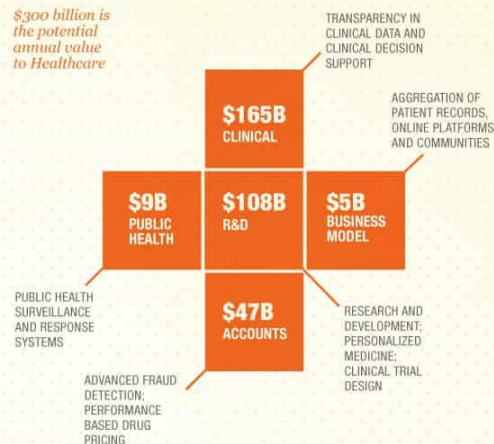 $300 billion is
the potential
annual value
to Healthcare
TRANSPARENCY IN
CLINICAL DATA AND
CLINICAL DECISION
SUPPORT
$165B
CLINICAL
AGGREGATION OF
PATIENT RECORDS,
ONLINE PLATFORMS
AND COMMUNITIES
$9B
PUBLIC
HEALTH
$108B
R&D
$5B
BUSINESS
MODEL
PUBLIC HEALTH
SURVEILLANCE
AND RESPONSE
SYSTEMS
$47B
ACCOUNTS
RESEARCH AND
DEVELOPMENT;
PERSONALIZED
MEDICINE;
CLINICAL TRIAL
DESIGN
ADVANCED FRAUD
DETECTION;
PERFORMANCE
BASED DRUG
PRICING